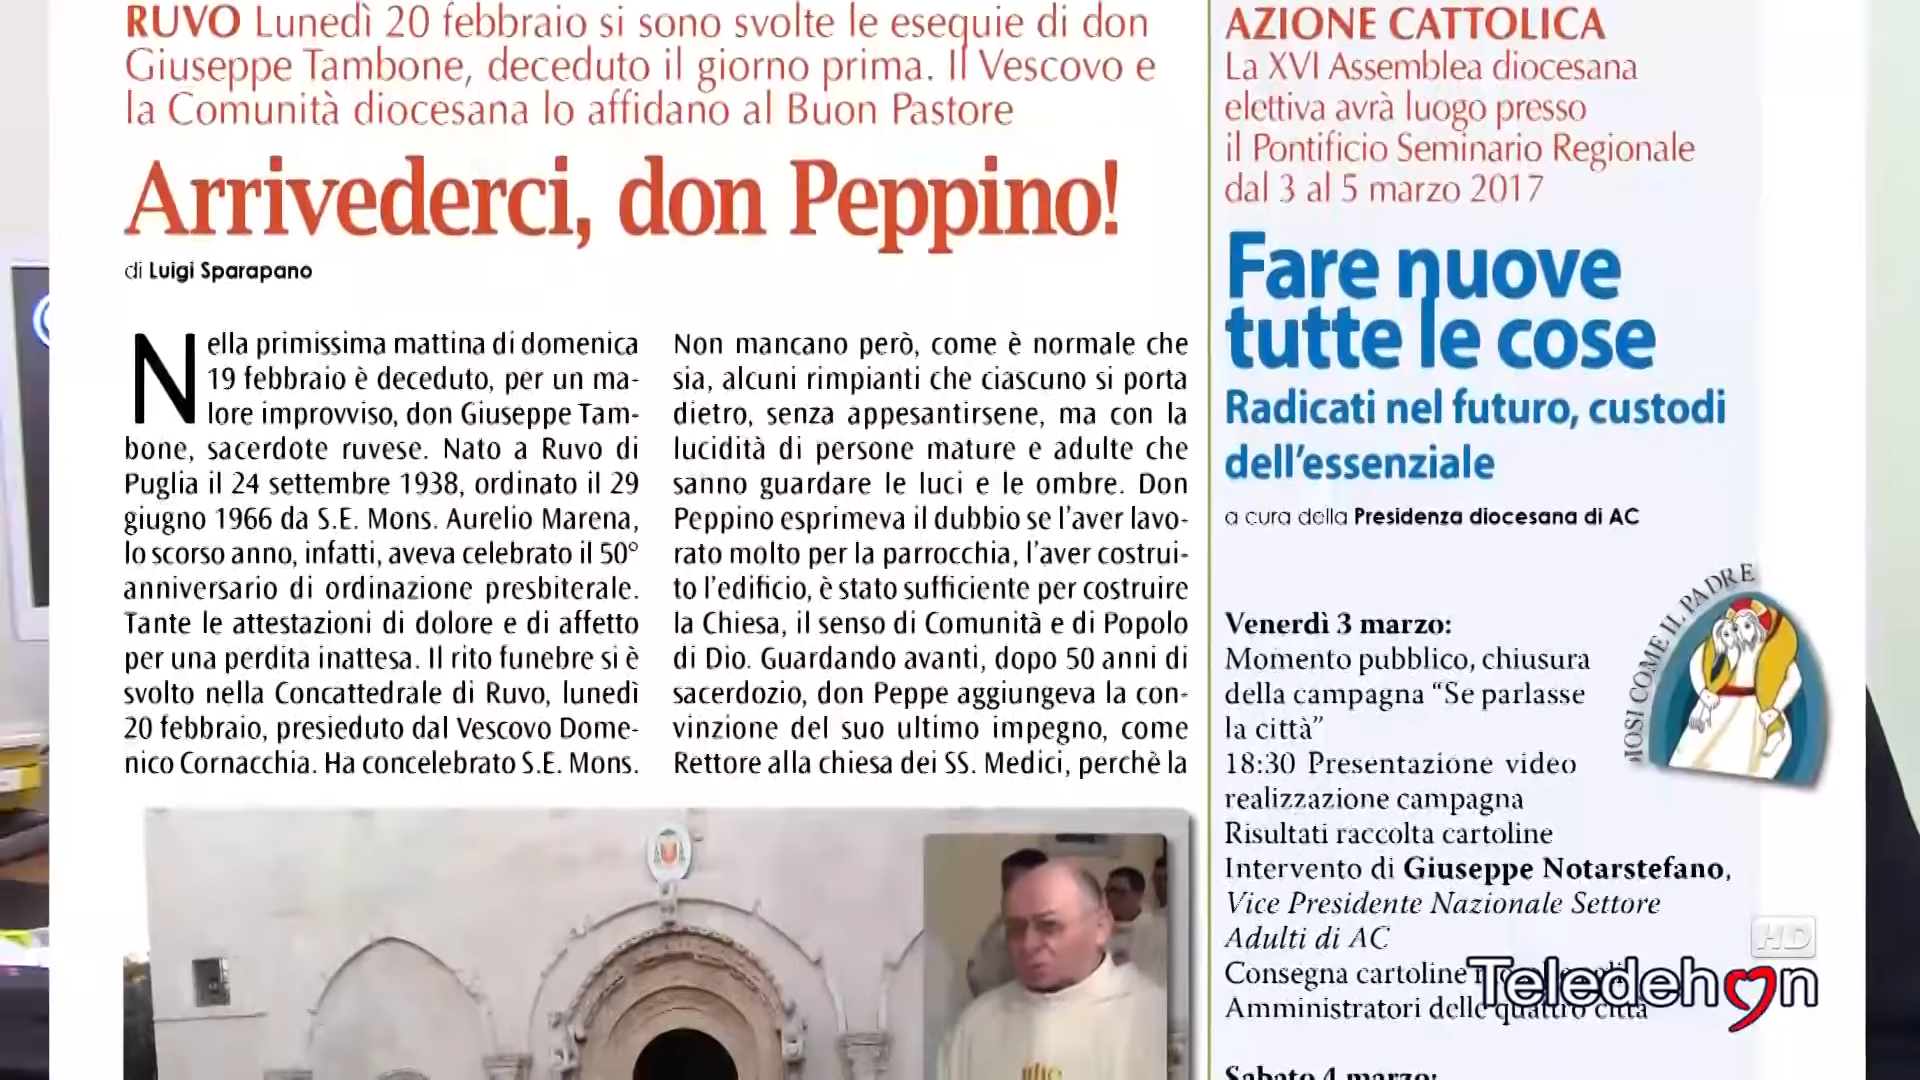 RUVO Lunedì 20 febbraio si sono svolte le esequie di don
Giuseppe Tambone, deceduto il giorno prima. Il Vescovo e
la Comunità diocesana lo affidano al Buon Pastore
Arrivederci, don Peppino!
di Luigi Sparapano
Nella primissima mattina di domenica
19 febbraio è deceduto, per un ma-
lore improvviso, don Giuseppe Tam-
bone, sacerdote ruvese. Nato a Ruvo di
Puglia il 24 settembre 1938, ordinato il 29
giugno 1966 da S.E. Mons. Aurelio Marena,
lo scorso anno, infatti, aveva celebrato il 50°
anniversario di ordinazione presbiterale.
Tante le attestazioni di dolore e di affetto
per una perdita inattesa. Il rito funebre si è
svolto nella Concattedrale di Ruvo, lunedì
20 febbraio, presieduto dal Vescovo Dome-
nico Cornacchia. Ha concelebrato S.E. Mons.
Non mancano però, come è normale che
sia, alcuni rimpianti che ciascuno si porta
dietro, senza appesantirsene, ma con la
lucidità di persone mature e adulte che
sanno guardare le luci e le ombre. Don
Peppino esprimeva il dubbio se l'aver lavo-
rato molto per la parrocchia, l'aver costrui-
to l'edificio, è stato sufficiente per costruire
la Chiesa, il senso di Comunità e di Popolo
di Dio. Guardando avanti, dopo 50 anni di
sacerdozio, don Peppe aggiungeva la con-
vinzione del suo ultimo impegno, come
Rettore alla chiesa dei SS. Medici, perchè la
AZIONE CATTOLICA
La XVI Assemblea diocesana
elettiva avrà luogo presso
il Pontificio Seminario Regionale
dal 3 al 5 marzo 2017
Fare nuove
tutte le cose
Radicati nel futuro, custodi
dell'essenziale
a cura della Presidenza diocesana di AC
Venerdì 3 marzo:
Momento pubblico, chiusura
della campagna "Se parlasse
la città"
18:30 Presentazione video
realizzazione campagna
Risultati raccolta cartoline
Intervento di Giuseppe Notarstefano,
Vice Presidente Nazionale Settore
Adulti di AC
Consegna cartoline
Amministratori delle quattro città
Sabato 4 marzo:
COME IL PADRE
HD
Teledehon